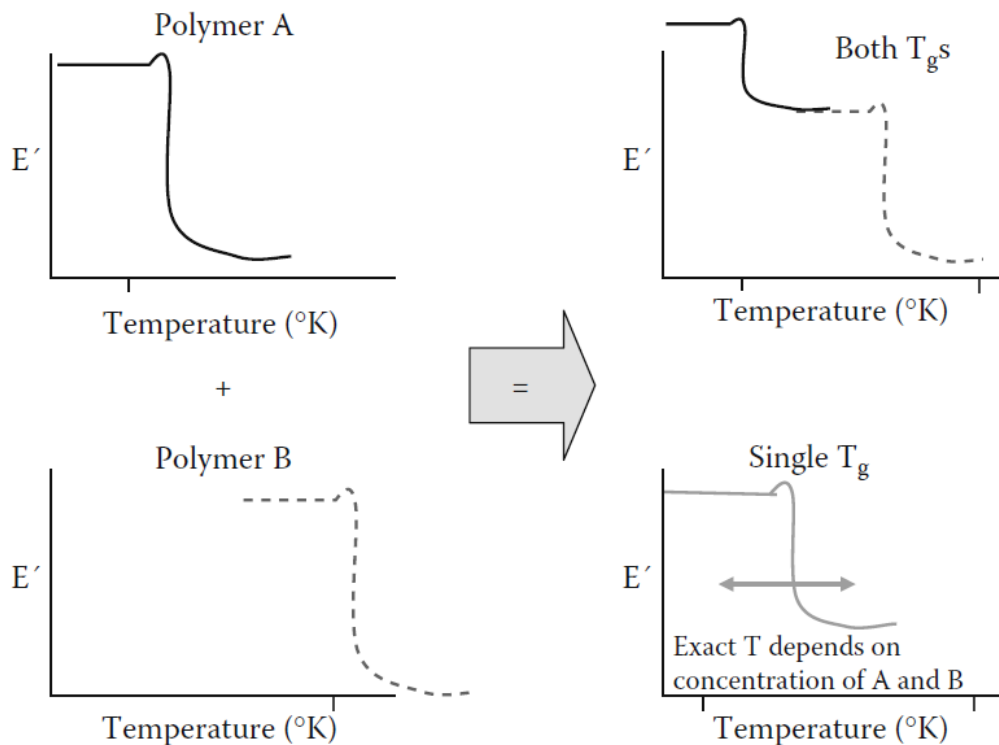 Polymer A
E´
Temperature (°K)
+
Polymer B
E´
Temperature (°K)
=
Both Tgs
E´
Temperature (°K)
Single Tg
E´
Exact T depends on
concentration of A and B
Temperature (°K)